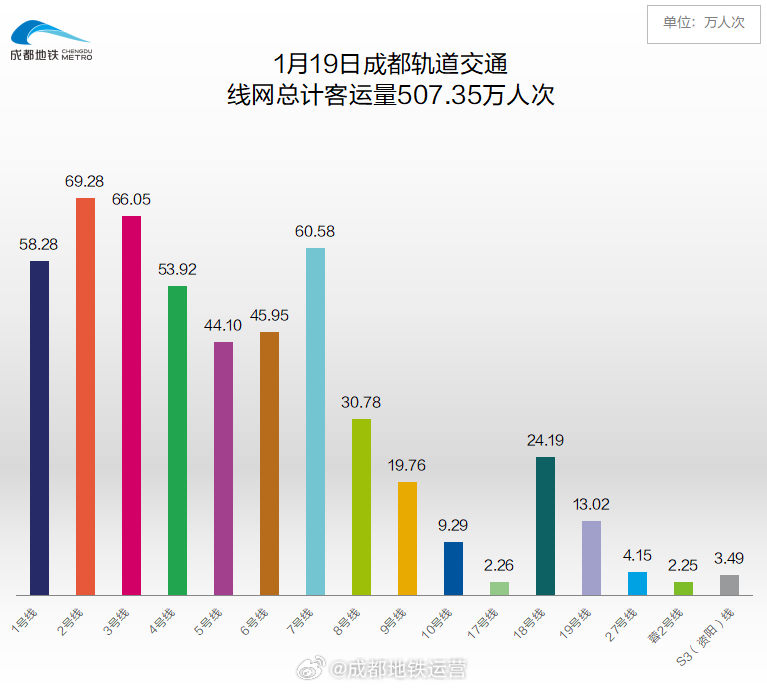 成都地铁 CHENGDU METRO
单位：万人次
1月19日成都轨道交通
线网总计客运量507.35万人次
58.28
69.28
66.05
53.92
44.10
45.95
60.58
30.78
19.76
9.29
2.26
24.19
13.02
4.15
2.25
3.49
1号线
2号线
3号线
4号线
5号线
6号线
7号线
8号线
9号线
10号线
17号线
18号线
19号线
27号线
蓉2号线
S3（资阳）线
@成都地铁运营